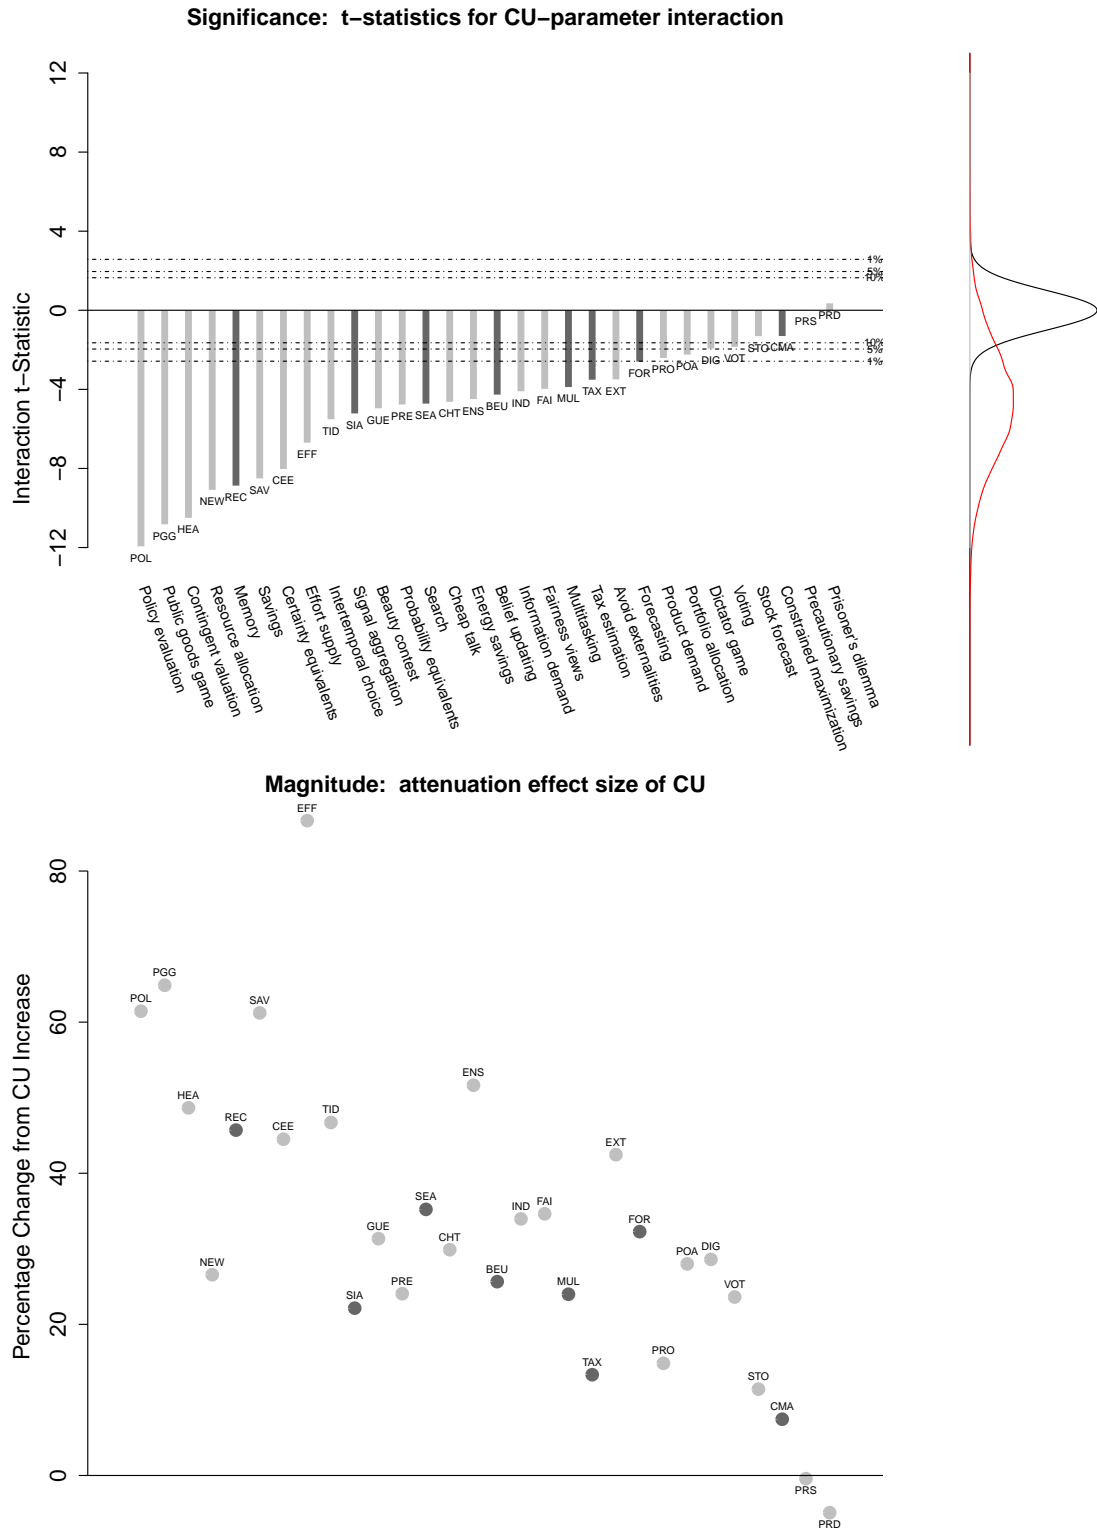 Significance:  t−statistics for CU−parameter interaction
Interaction t−Statistic
12
8
4
0
−4
−8
−12
1%
5%
10%
10%
5%
1%
POL
PGG
HEA
NEW
REC
SAV
CEE
EFF
TID
SIA
GUE
PRE
SEA
CHT
ENS
BEU
IND
FAI
MUL
TAX
EXT
FOR
PRO
POA
DIG
VOT
STO
CMA
PRS
PRD
Policy evaluation
Public goods game
Contingent valuation
Resource allocation
Memory
Savings
Certainty equivalents
Effort supply
Intertemporal choice
Signal aggregation
Beauty contest
Probability equivalents
Search
Cheap talk
Energy savings
Belief updating
Information demand
Fairness views
Multitasking
Tax estimation
Avoid externalities
Forecasting
Product demand
Portfolio allocation
Dictator game
Voting
Stock forecast
Constrained maximization
Precautionary savings
Prisoner's dilemma
Magnitude:  attenuation effect size of CU
Percentage Change from CU Increase
80
60
40
20
0
POL
PGG
HEA
NEW
REC
SAV
CEE
EFF
TID
SIA
GUE
PRE
SEA
CHT
ENS
BEU
IND
FAI
MUL
TAX
EXT
FOR
PRO
POA
DIG
VOT
STO
CMA
PRS
PRD